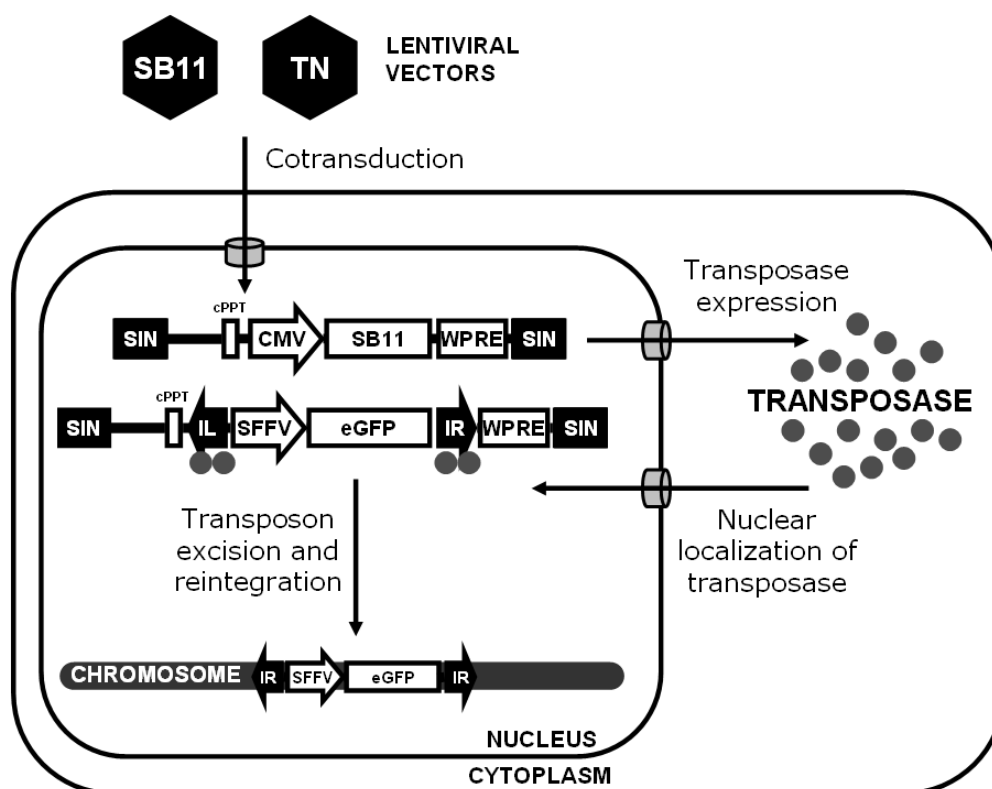 SB11
TN
LENTIVIRAL
VECTORS
Cotransduction
Transposase
expression
cPPT
SIN
CMV
SB11
WPRE
SIN
TRANSPOSASE
cPPT
SIN
IL
SFFV
eGFP
IR
WPRE
SIN
Transposon
excision and
reintegration
Nuclear
localization of
transposase
CHROMOSOME
IR
SFFV
eGFP
IR
NUCLEUS
CYTOPLASM